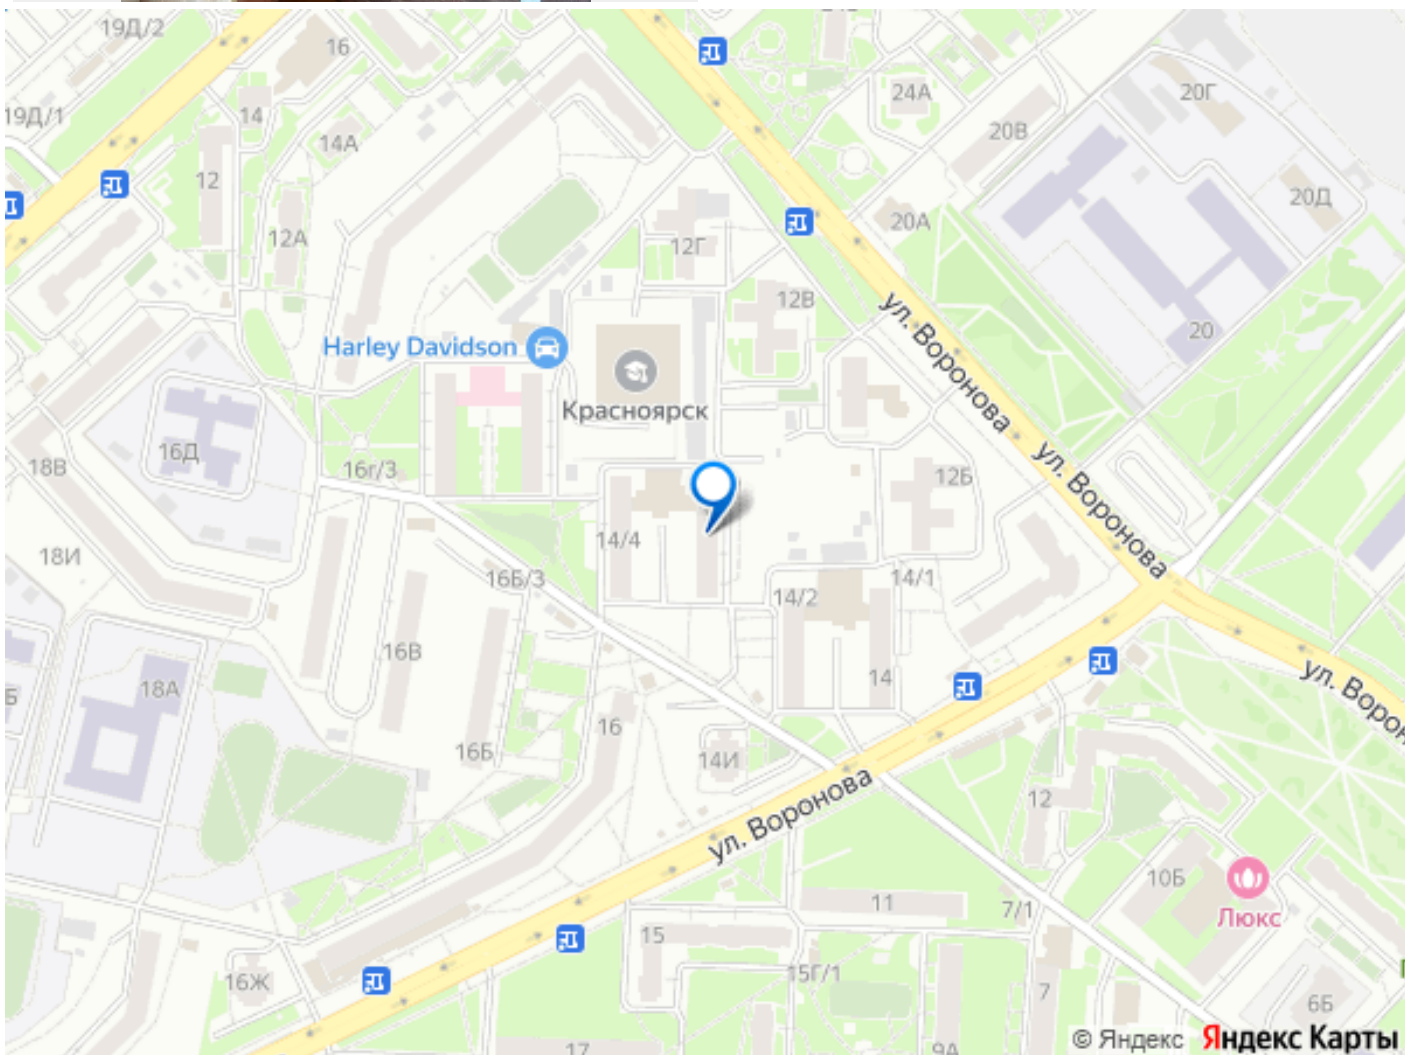 19Д/2
16
24А
20Г
14
19Д/1
14А
20В
12
20Д
12А
12Г
20А
12В
20
Harley Davidson
ул. Воронова
Красноярск
16Д
18В
16г/3
12Б
ул. Воронова
14/4
18И
16Б/3
14/2
14/1
16В
18А
14
ул. Ворон
Б
16
16Б
14И
12
ул. Воронова
10Б
11
7/1
Люкс
15
15Г/1
16Ж
7
6Б
17
9А
© Яндекс Яндекс Карты